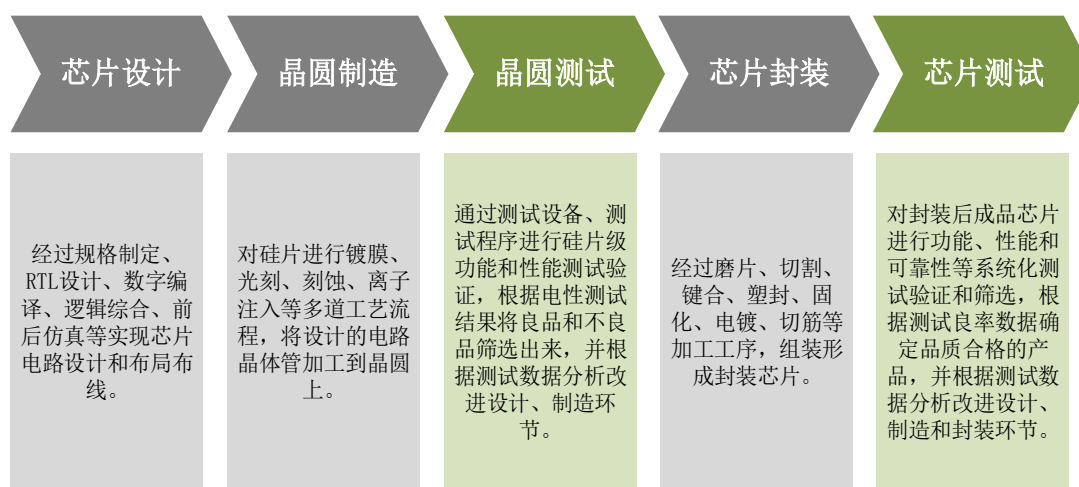 芯片设计
晶圆制造
晶圆测试
芯片封装
芯片测试
经过规格制定、
RTL设计、数字编
译、逻辑综合、前
后仿真等实现芯片
电路设计和布局布
线。
对硅片进行镀膜、
光刻、刻蚀、离子
注入等多道工艺流
程，将设计的电路
晶体管加工到晶圆
上。
通过测试设备、测
试程序进行硅片级
功能和性能测试验
证，根据电性测试
结果将良品和不良
品筛选出来，并根
据测试数据分析改
进设计、制造环
节。
经过磨片、切割、
键合、塑封、固
化、电镀、切筋等
加工工序，组装形
成封装芯片。
对封装后成品芯片
进行功能、性能和
可靠性等系统化测
试验证和筛选，根
据测试良率数据确
定品质合格的产
品，并根据测试数
据分析改进设计、
制造和封装环节。